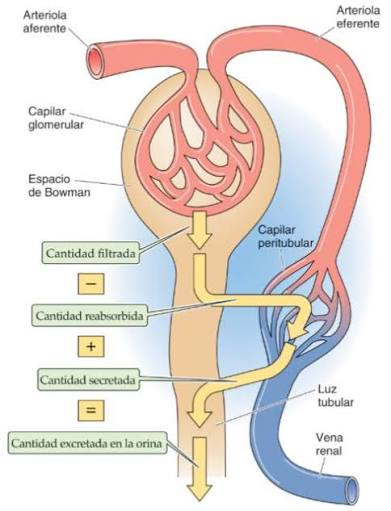 Arteriola
aferente
Arteriola
eferente
Capilar
glomerular
Espacio
de Bowman
Capilar
peritubular
Cantidad filtrada
−
Cantidad reabsorbida
+
Cantidad secretada
=
Cantidad excretada en la orina
Luz
tubular
Vena
renal